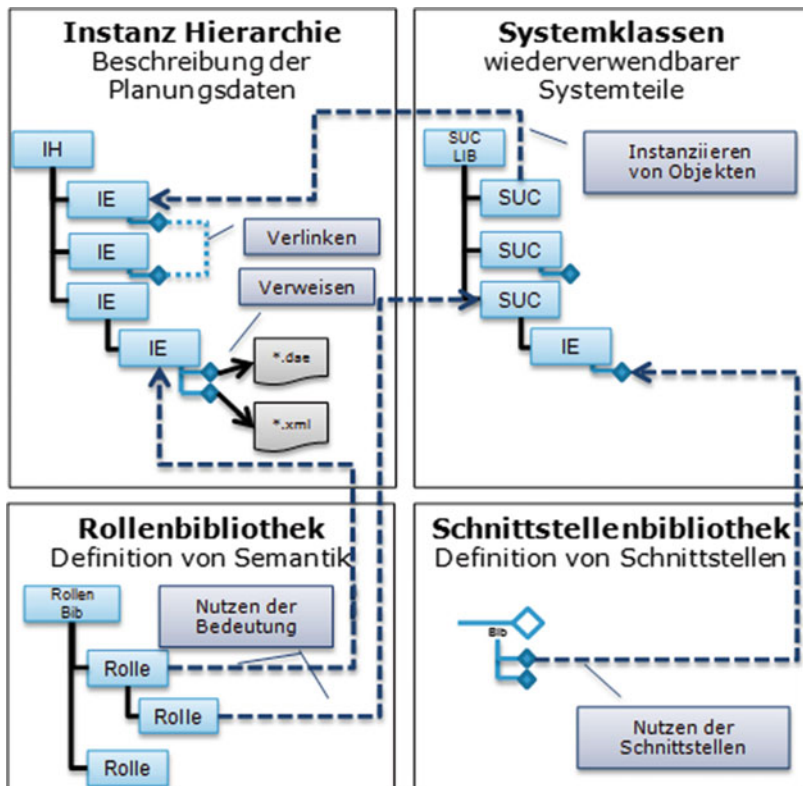 Instanz Hierarchie
Beschreibung der
Planungsdaten
IH
IE
IE
IE
IE
Verlinken
Verweisen
*.dae
*.xml
Systemklassen
wiederverwendbarer
Systemteile
SUC
LIB
SUC
SUC
SUC
IE
Instanziieren
von Objekten
Rollenbibliothek
Definition von Semantik
Rollen
Bib
Rolle
Rolle
Rolle
Nutzen der
Bedeutung
Schnittstellenbibliothek
Definition von Schnittstellen
Bib
Nutzen der
Schnittstellen